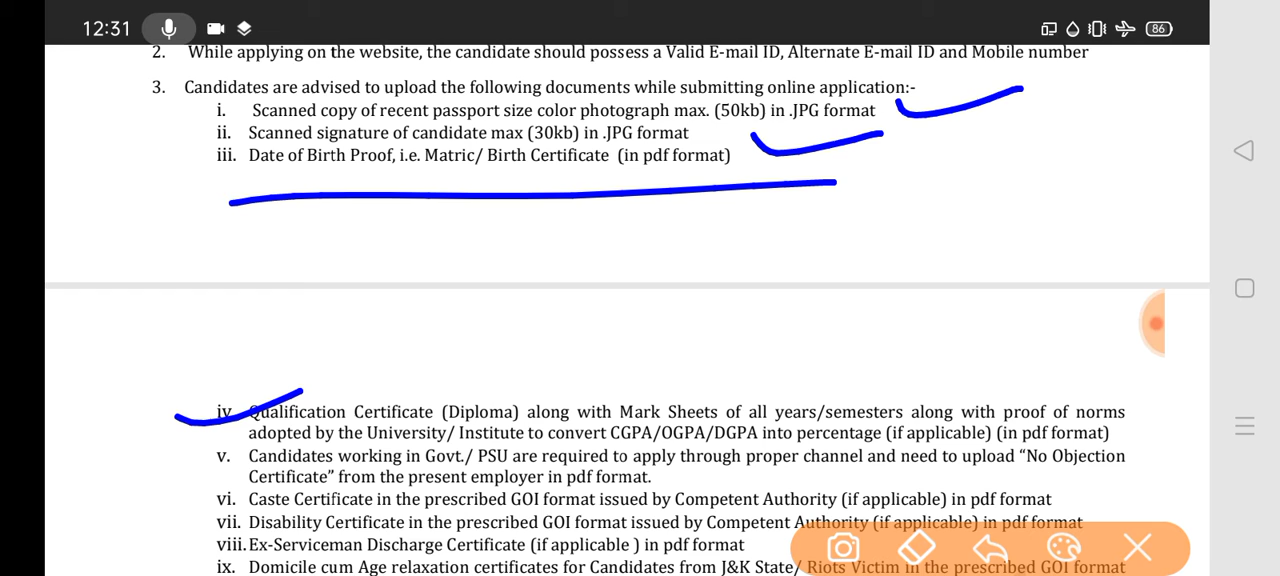 12:31
86
2. While applying on the website, the candidate should possess a Valid E-mail ID, Alternate E-mail ID and Mobile number
3. Candidates are advised to upload the following documents while submitting online application:-
i. Scanned copy of recent passport size color photograph max. (50kb) in .JPG format
ii. Scanned signature of candidate max (30kb) in .JPG format
iii. Date of Birth Proof, i.e. Matric/ Birth Certificate (in pdf format)
iv. Qualification Certificate (Diploma) along with Mark Sheets of all years/semesters along with proof of norms
adopted by the University/ Institute to convert CGPA/OGPA/DGPA into percentage (if applicable) (in pdf format)
v. Candidates working in Govt./ PSU are required to apply through proper channel and need to upload “No Objection
Certificate” from the present employer in pdf format.
vi. Caste Certificate in the prescribed GOI format issued by Competent Authority (if applicable) in pdf format
vii. Disability Certificate in the prescribed GOI format issued by Competent Authority (if applicable) in pdf format
viii. Ex-Serviceman Discharge Certificate (if applicable ) in pdf format
ix. Domicile cum Age relaxation certificates for Candidates from J&K State/ Riots Victim in the prescribed GOI format